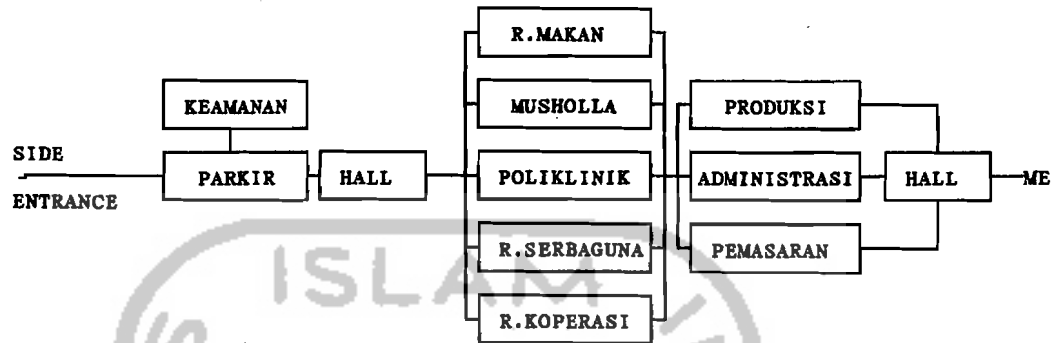 R.MAKAN
KEAMANAN
MUSHOLLA
PRODUKSI
SIDE
ENTRANCE
PARKIR
HALL
POLIKLINIK
ADMINISTRASI
HALL
ME
R.SERBAGUNA
PEMASARAN
R.KOPERASI
ISLAM